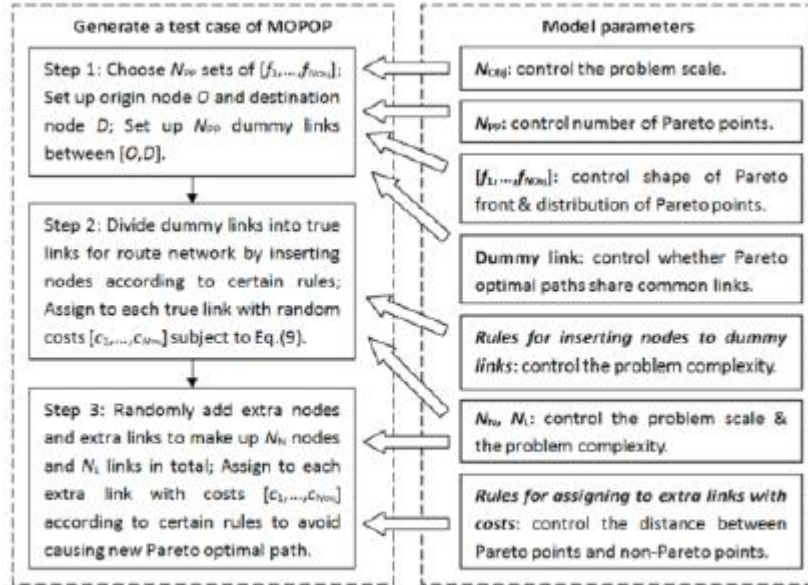 Generate a test case of MOPOP
Step 1: Choose NPP sets of [f1,...,fNObj];
Set up origin node O and destination
node D; Set up NPP dummy links
between [O,D].
Step 2: Divide dummy links into true
links for route network by inserting
nodes according to certain rules;
Assign to each true link with random
costs [c1,...,cNObj] subject to Eq.(9).
Step 3: Randomly add extra nodes
and extra links to make up NN nodes
and NL links in total; Assign to each
extra link with costs [c1,...,cNObj]
according to certain rules to avoid
causing new Pareto optimal path.
Model parameters
NObj: control the problem scale.
NPP: control number of Pareto points.
[f1,...,fNObj]: control shape of Pareto
front & distribution of Pareto points.
Dummy link: control whether Pareto
optimal paths share common links.
Rules for inserting nodes to dummy
links: control the problem complexity.
NN, NL: control the problem scale &
the problem complexity.
Rules for assigning to extra links with
costs: control the distance between
Pareto points and non-Pareto points.